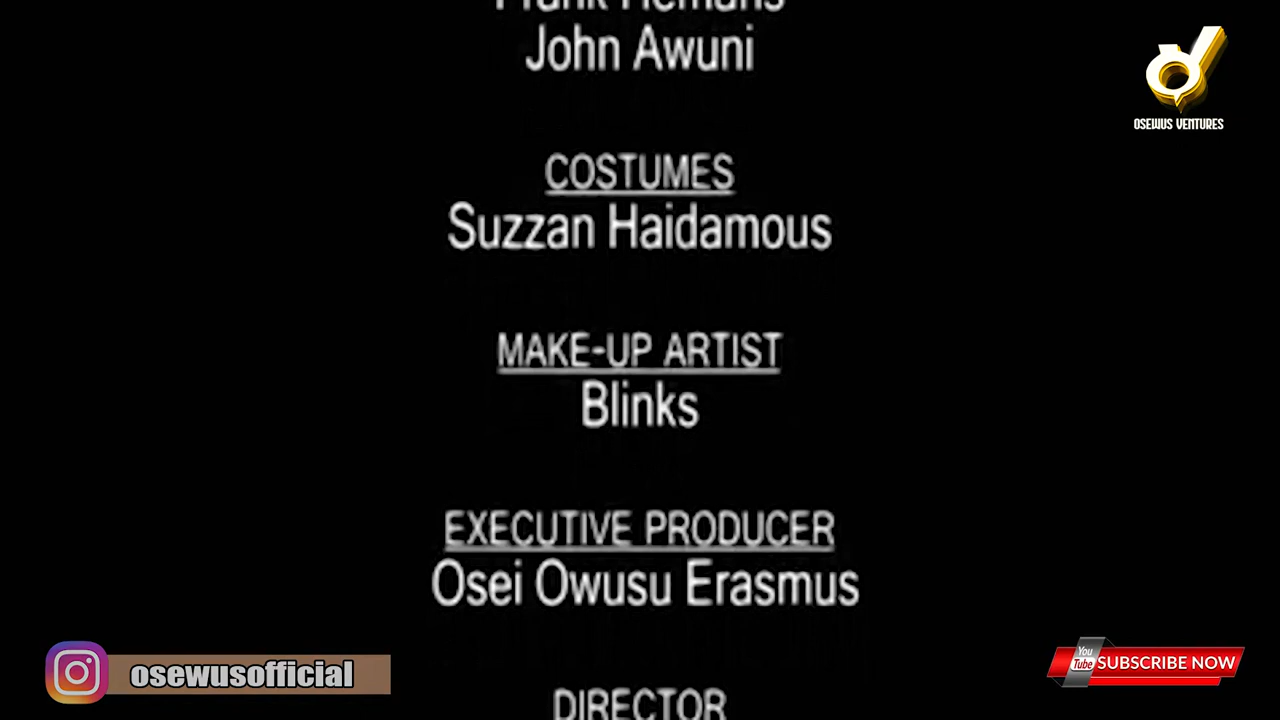 John Awuni
OSEWUS VENTURES
COSTUMES
Suzzan Haidamous
MAKE-UP ARTIST
Blinks
EXECUTIVE PRODUCER
Osei Owusu Erasmus
osewusofficial
You
Tube
SUBSCRIBE NOW
DIRECTOR